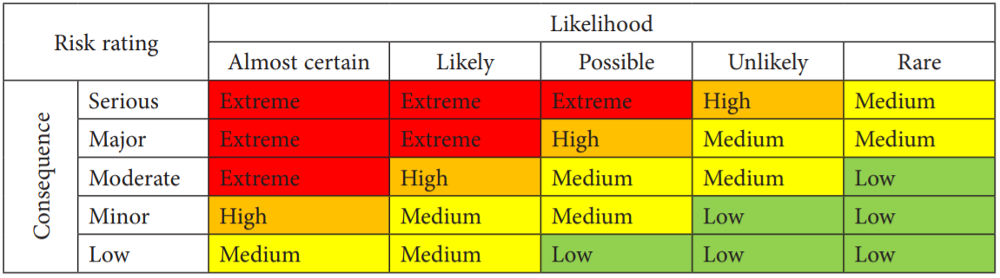 Risk rating
Likelihood
Almost certain Likely Possible Unlikely Rare
Consequence
Serious Extreme Extreme Extreme High Medium
Major Extreme Extreme High Medium Medium
Moderate Extreme High Medium Medium Low
Minor High Medium Medium Low Low
Low Medium Medium Low Low Low